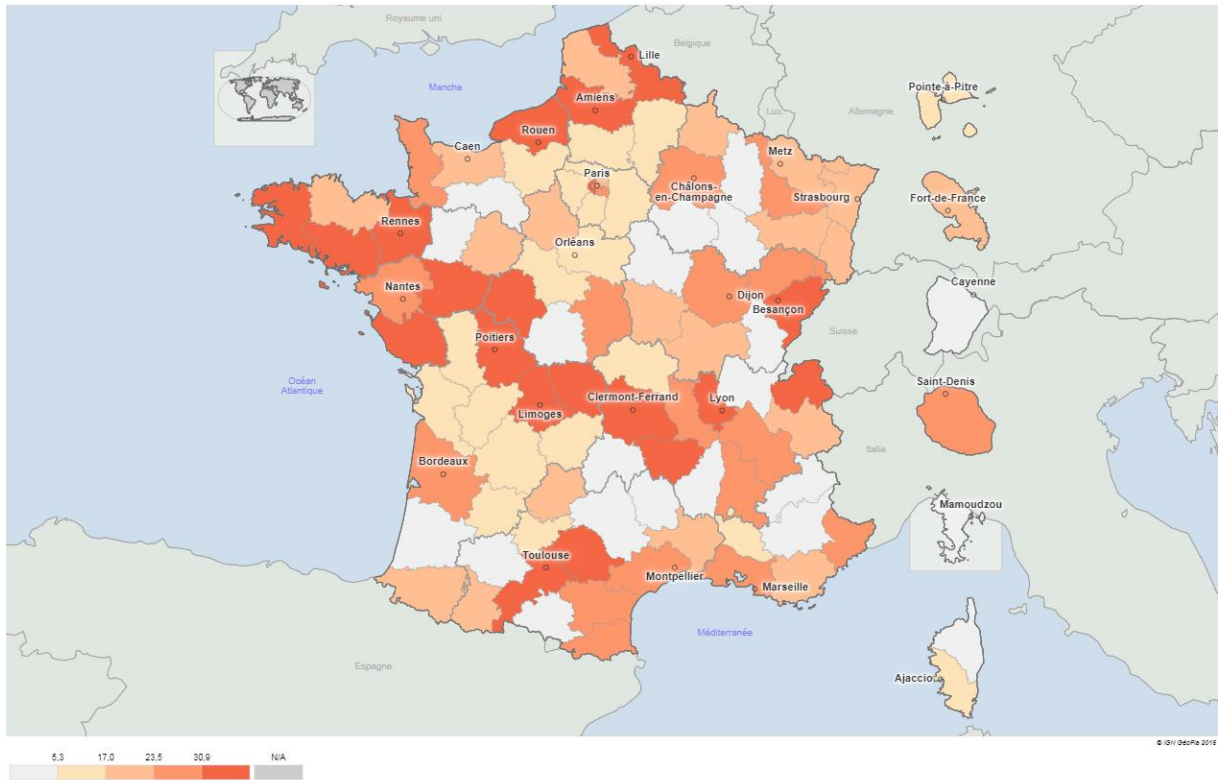 Royaume uni
Belgique
Lille
Pointe-à-Pitre
Manche
Amiens
Lux.
Allemagne
Rouen
Caen
Metz
Paris
Châlons-
en-Champagne
Strasbourg
Fort-de-France
Rennes
Orléans
Cayenne
Nantes
Dijon
Besançon
Suisse
Poitiers
Océan
Atlantique
Saint-Denis
Clermont-Ferrand
Lyon
Limoges
Italie
Bordeaux
Mamoudzou
Toulouse
Montpellier
Marseille
Méditerranée
Espagne
Ajaccio
© IGN GéoFla 2015
5,3 17,0 23,5 30,9 N/A